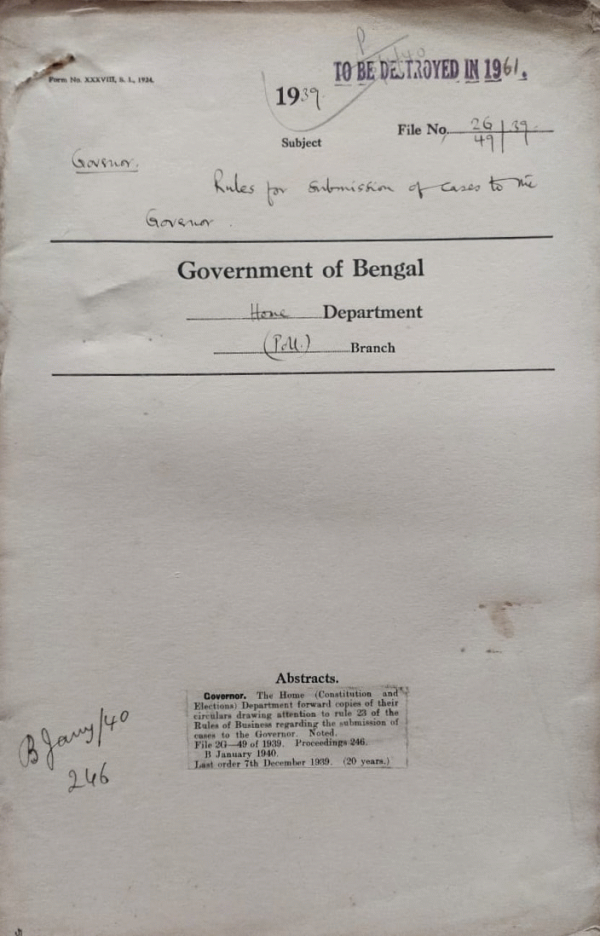 Form No. XXXVIII, S. I., 1934.
TO BE DESTROYED IN 1961.
1939.
File No. 2G/49 | 39.
Subject
Governor.
Rules for submission of cases to the
Governor.
Government of Bengal
Home Department
(Poll.) Branch
Abstracts.
Governor. The Home (Constitution and
Elections) Department forward copies of their
circulars drawing attention to rule 23 of the
Rules of Business regarding the submission of
cases to the Governor. Noted.
File 2G—49 of 1939. Proceedings 246.
B January 1940.
Last order 7th December 1939. (20 years.)
B Jany/40
246